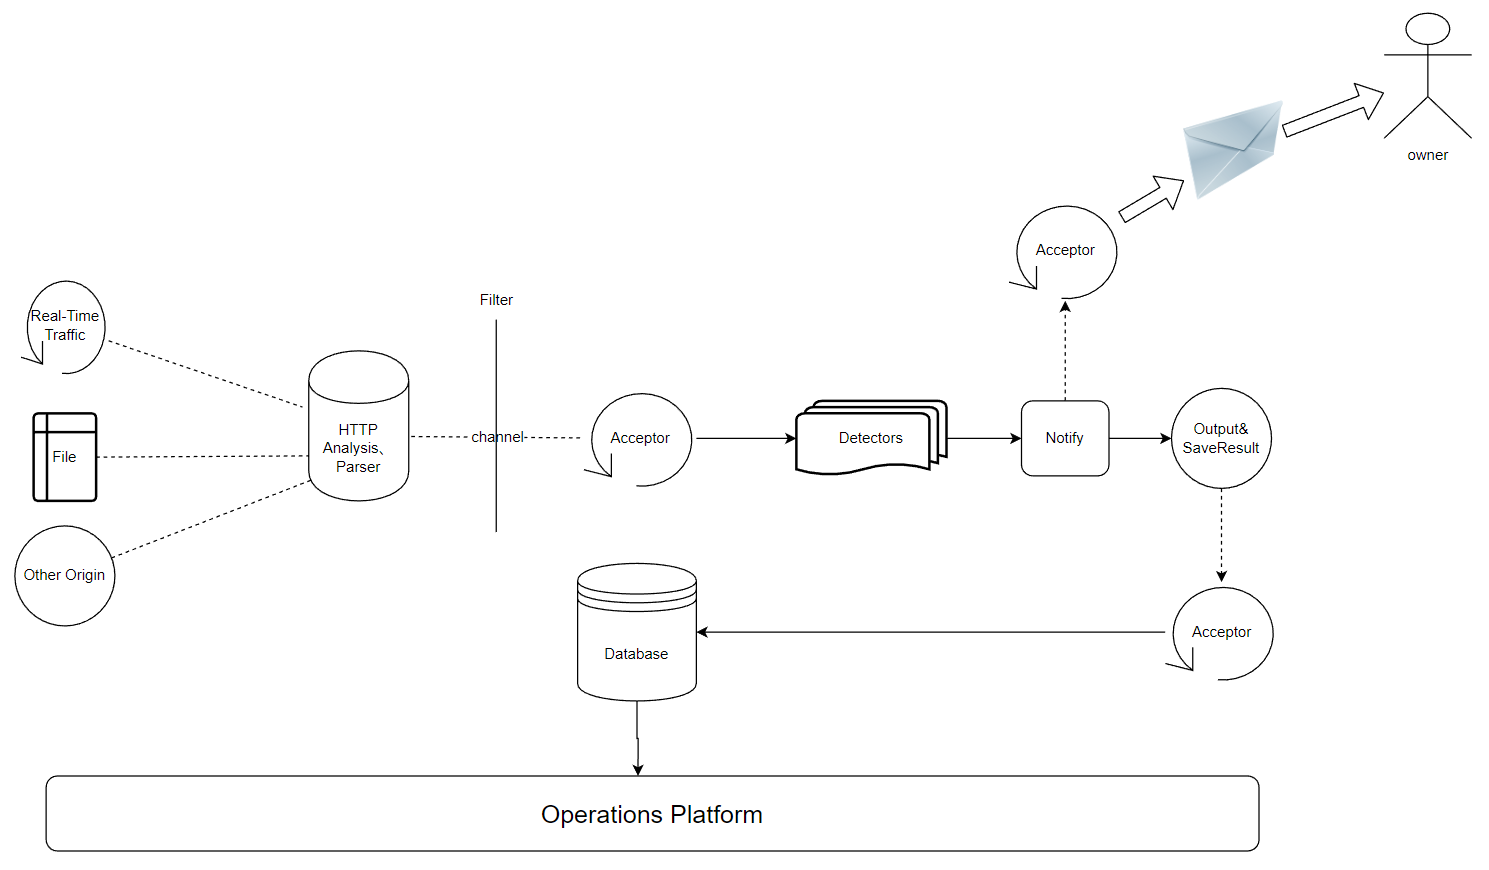 owner
Acceptor
Filter
Real-Time
Traffic
HTTP
Analysis、
Parser
channel
Acceptor
Detectors
Notify
Output&
SaveResult
File
Other Origin
Acceptor
Database
Operations Platform